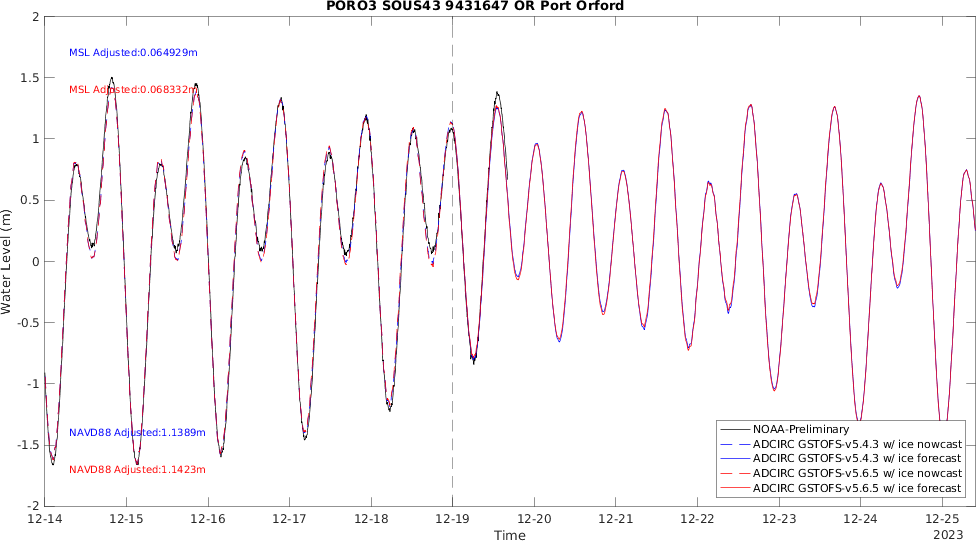 PORO3 SOUS43 9431647 OR Port Orford
2
1.5
1
0.5
0
-0.5
-1
-1.5
-2
Water Level (m)
MSL Adjusted:0.064929m
MSL Adjusted:0.068332m
NAVD88 Adjusted:1.1389m
NAVD88 Adjusted:1.1423m
NOAA-Preliminary
ADCIRC GSTOFS-v5.4.3 w/ ice nowcast
ADCIRC GSTOFS-v5.4.3 w/ ice forecast
ADCIRC GSTOFS-v5.6.5 w/ ice nowcast
ADCIRC GSTOFS-v5.6.5 w/ ice forecast
12-14 12-15 12-16 12-17 12-18 12-19 12-20 12-21 12-22 12-23 12-24 12-25
Time
2023